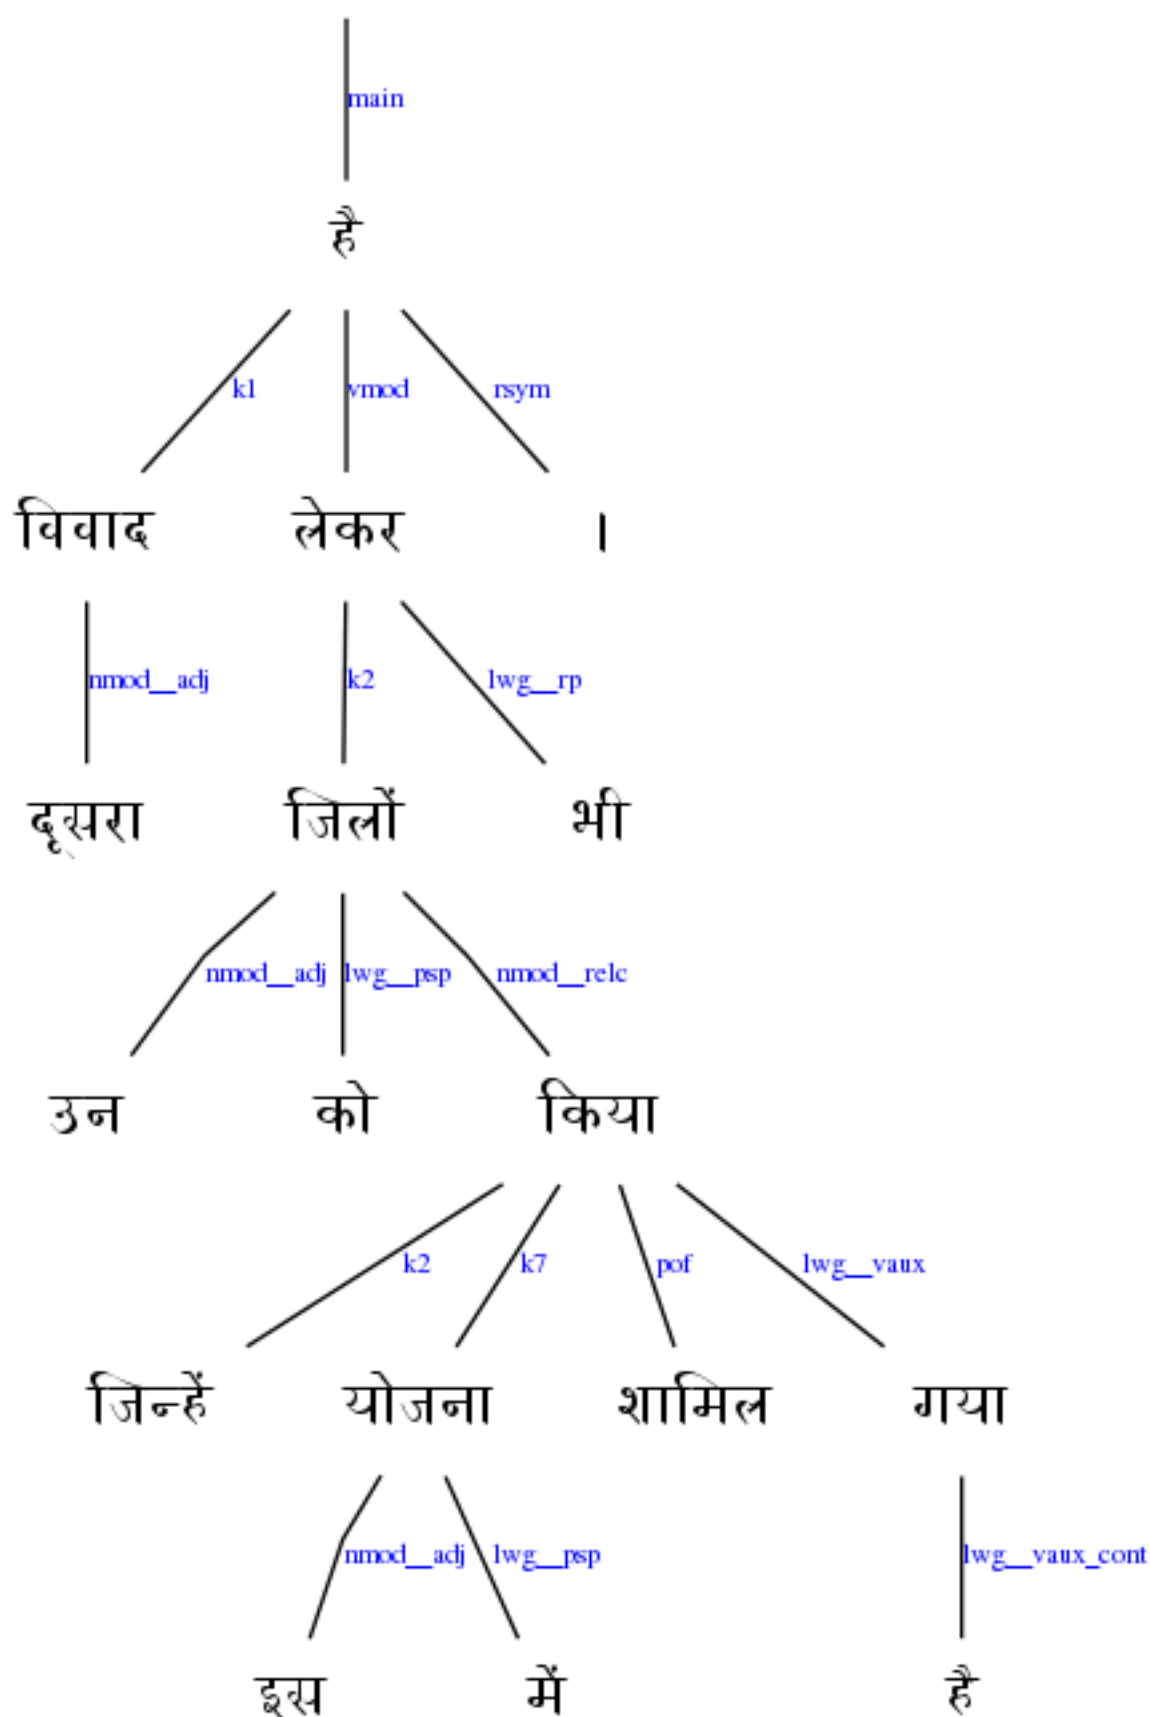 main
है
k1 vmod rsym
विवाद लेकर ।
nmod__adj k2 lwg__rp
दूसरा जिलों भी
nmod__adj lwg__psp nmod__relc
उन को किया
k2 k7 pof lwg__vaux
जिन्हें योजना शामिल गया
nmod__adj lwg__psp lwg__vaux_cont
इस में है